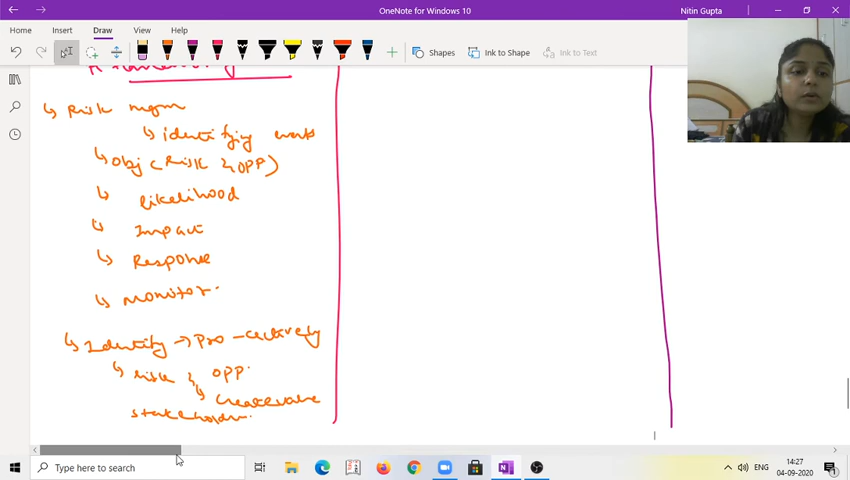 OneNote for Windows 10
Nitin Gupta
Home Insert Draw View Help
Shapes Ink to Shape Ink to Text
↳ Risk mgm
↳ identifying
↳ obj (Risk & OPP)
↳ likelihood
↳ Impact
↳ Response
↳ monitor.
↳ Identify → Pro-actively
↳ risk & OPP.
↳ create value
stakeholder.
Type here to search
ENG
14:27
04-09-2020
1